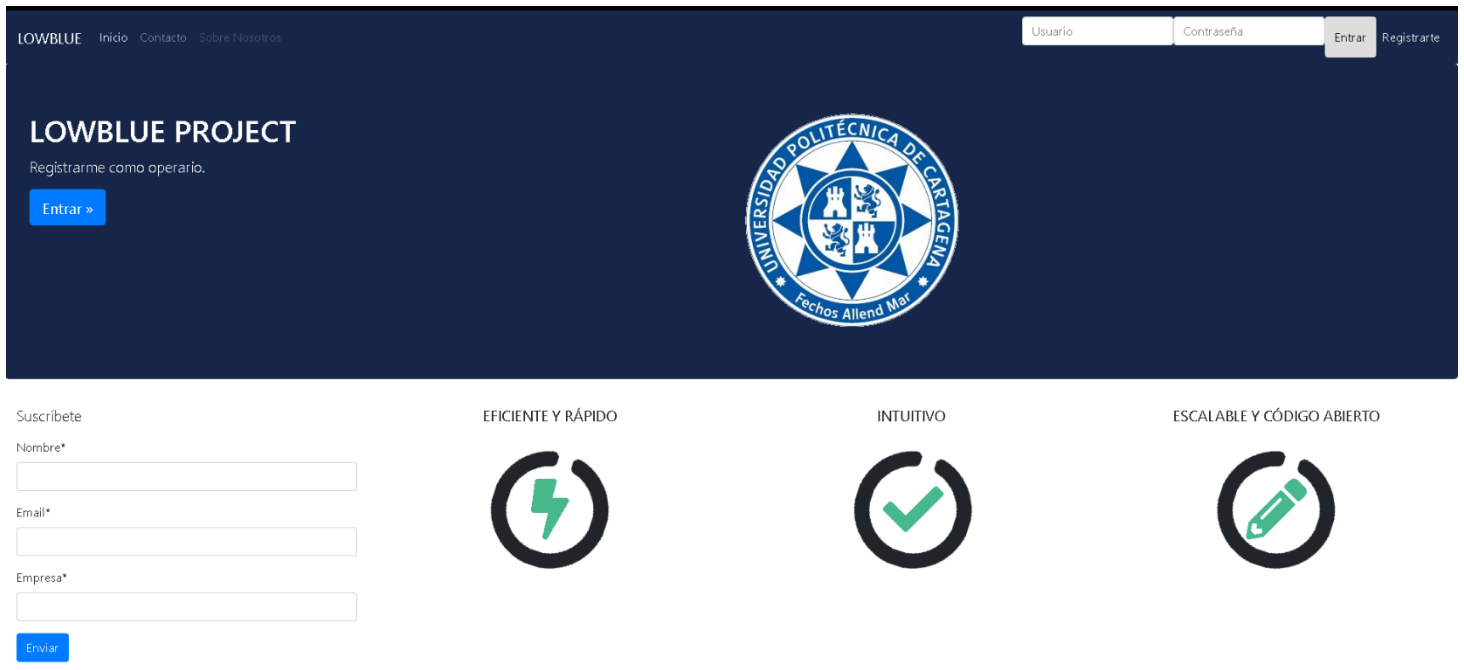 LOWBLUE Inicio Contacto Sobre Nosotros Usuario Contraseña Entrar Registrarte
LOWBLUE PROJECT
Registrarme como operario.
Entrar »
UNIVERSIDAD POLITÉCNICA DE CARTAGENA
Fechos Allend Mar
Suscríbete
Nombre*
Email*
Empresa*
Enviar
EFICIENTE Y RÁPIDO
INTUITIVO
ESCALABLE Y CÓDIGO ABIERTO